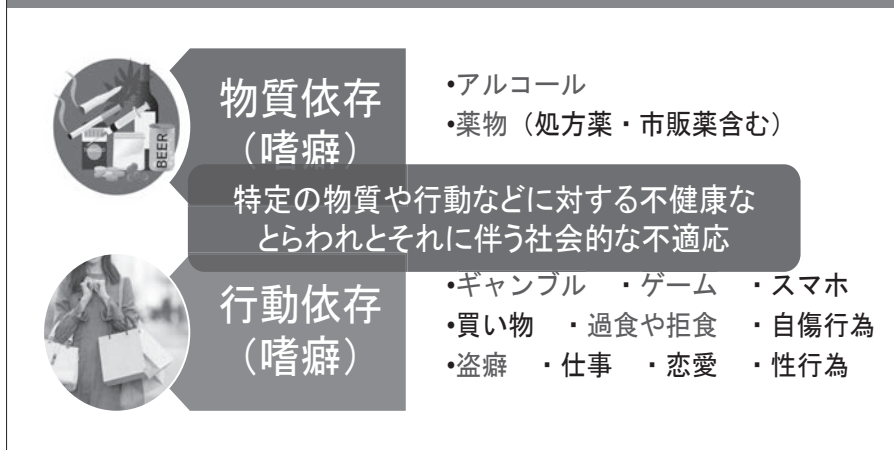 物質依存
（嗜癖）
•アルコール
•薬物（処方薬・市販薬含む）
BEER
特定の物質や行動などに対する不健康な
とらわれとそれに伴う社会的な不適応
行動依存
（嗜癖）
•ギャンブル ・ゲーム ・スマホ
•買い物 ・過食や拒食 ・自傷行為
•盗癖 ・仕事 ・恋愛 ・性行為